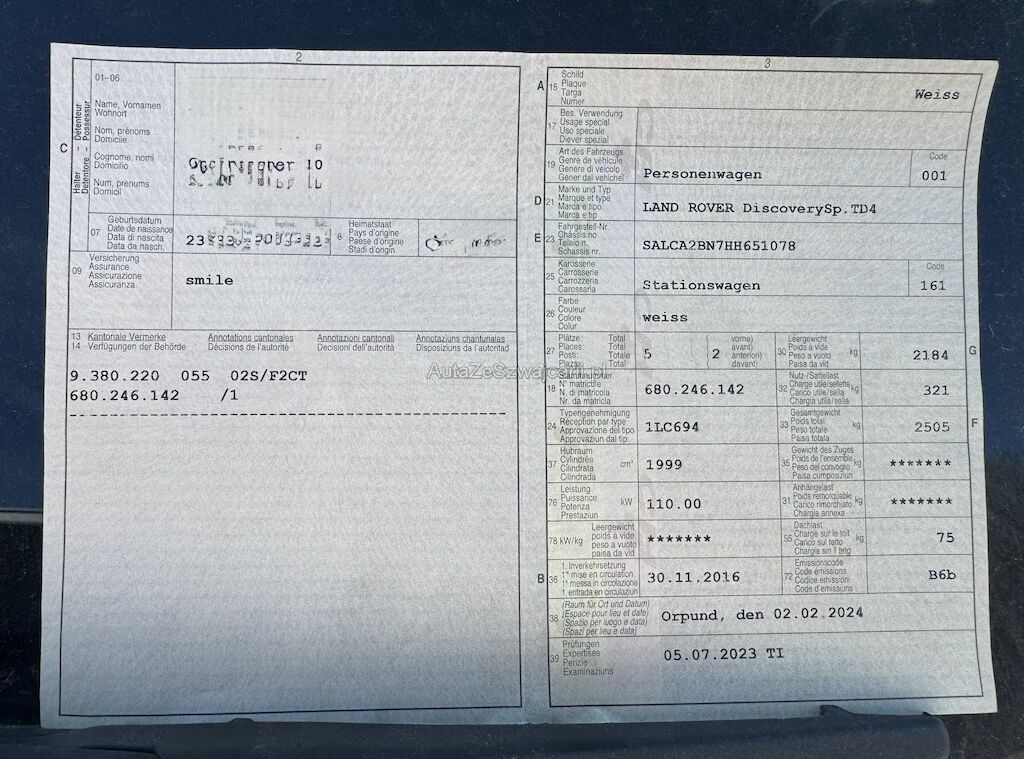 2
01-06
Halter - Détenteur
Detentore - Possessur
C
Name, Vornamen
Wohnort
Nom, prénoms
Domicile
Cognome, nomi
Domicilio
Num, prenums
Domicil
07
Geburtsdatum
Date de naissance
Data di nascita
Data da nasch.
8
Heimatstaat
Pays d'origine
Paese d'origine
Stadi d'origin
09
Versicherung
Assurance
Assicurazione
Assicuranza
smile
13 Kantonale Vermerke Annotations cantonales Annotazioni cantonali Annotaziuns chantunalas
14 Verfügungen der Behörde Décisions de l'autorité Decisioni dell'autorità Disposiziuns da l'autoritad
9.380.220 055 02S/F2CT
680.246.142 /1
AutaZeSzwajcarii.pl
3
A 15
Schild
Plaque
Targa
Numer
Weiss
17
Bes. Verwendung
Usage spécial
Uso speciale
Diever spezial
19
Art des Fahrzeugs
Genre de véhicule
Genere di veicolo
Gener dal vehichel
Personenwagen
Code
001
D 21
Marke und Typ
Marque et type
Marca e tipo
Marca e tip
LAND ROVER DiscoverySp.TD4
E 23
Fahrgestell-Nr.
Châssis no
Telaio n.
Schassis nr.
SALCA2BN7HH651078
25
Karosserie
Carrosserie
Carrozzeria
Carossaria
Stationswagen
Code
161
26
Farbe
Couleur
Colore
Colur
weiss
27
Plätze: Total
Places: Total
Posti: Totale
Plazs: Total
5
2
vorne)
avant)
anteriori)
davant)
30
Leergewicht
Poids à vide
Peso a vuoto
Paisa da vid
kg
2184
G
18
Stammnummer
N° matricule
N. di matricola
Nr. da matricla
680.246.142
32
Nutz-/Sattellast
Charge utile/sellette
Carico utile/sella
Chargia utila/sella
kg
321
24
Typengenehmigung
Réception par type
Approvazione del tipo
Approvaziun dal tip
1LC694
33
Gesamtgewicht
Poids total
Peso totale
Paisa totala
kg
2505
F
37
Hubraum
Cylindrée
Cilindrata
Cilindrada
cm³
1999
35
Gewicht des Zuges
Poids de l'ensemble
Peso del convoglio
Paisa cumposiziun
kg
*******
76
Leistung
Puissance
Potenza
Prestaziun
kW
110.00
31
Anhängelast
Poids remorquable
Carico rimorchiato
Chargia annexa
kg
*******
78 kW/kg
Leergewicht
poids à vide
peso a vuoto
paisa da vid
*******
55
Dachlast
Charge sur le toit
Carico sul tetto
Chargia sin il tetg
kg
75
B 36
1. Inverkehrsetzung
1re mise en circulation
1a messa in circolazione
1. entrada en circulaziun
30.11.2016
72
Emissionscode
Code émissions
Codice emissioni
Code d'emissiuns
B6b
38
(Raum für Ort und Datum)
(Espace pour lieu et date)
(Spazio per luogo e data)
(Spazi per lieu e data)
Orpund, den 02.02.2024
39
Prüfungen
Expertises
Perizie
Examinaziuns
05.07.2023 TI